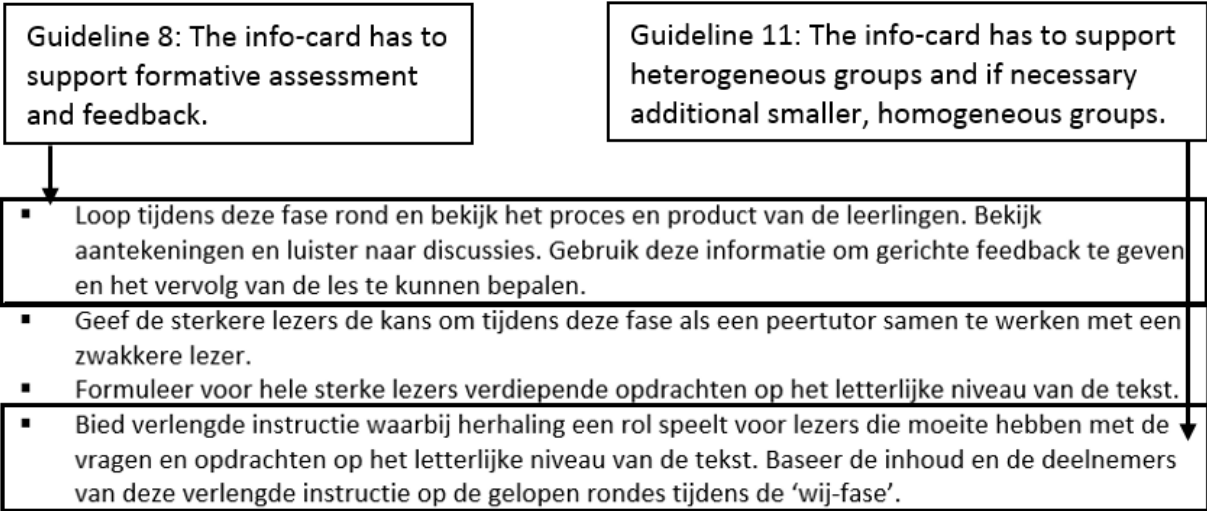 Guideline 8: The info-card has to
support formative assessment
and feedback.
Guideline 11: The info-card has to support
heterogeneous groups and if necessary
additional smaller, homogeneous groups.
▪ Loop tijdens deze fase rond en bekijk het proces en product van de leerlingen. Bekijk
aantekeningen en luister naar discussies. Gebruik deze informatie om gerichte feedback te geven
en het vervolg van de les te kunnen bepalen.
▪ Geef de sterkere lezers de kans om tijdens deze fase als een peertutor samen te werken met een
zwakkere lezer.
▪ Formuleer voor hele sterke lezers verdiepende opdrachten op het letterlijke niveau van de tekst.
▪ Bied verlengde instructie waarbij herhaling een rol speelt voor lezers die moeite hebben met de
vragen en opdrachten op het letterlijke niveau van de tekst. Baseer de inhoud en de deelnemers
van deze verlengde instructie op de gelopen rondes tijdens de ‘wij-fase’.